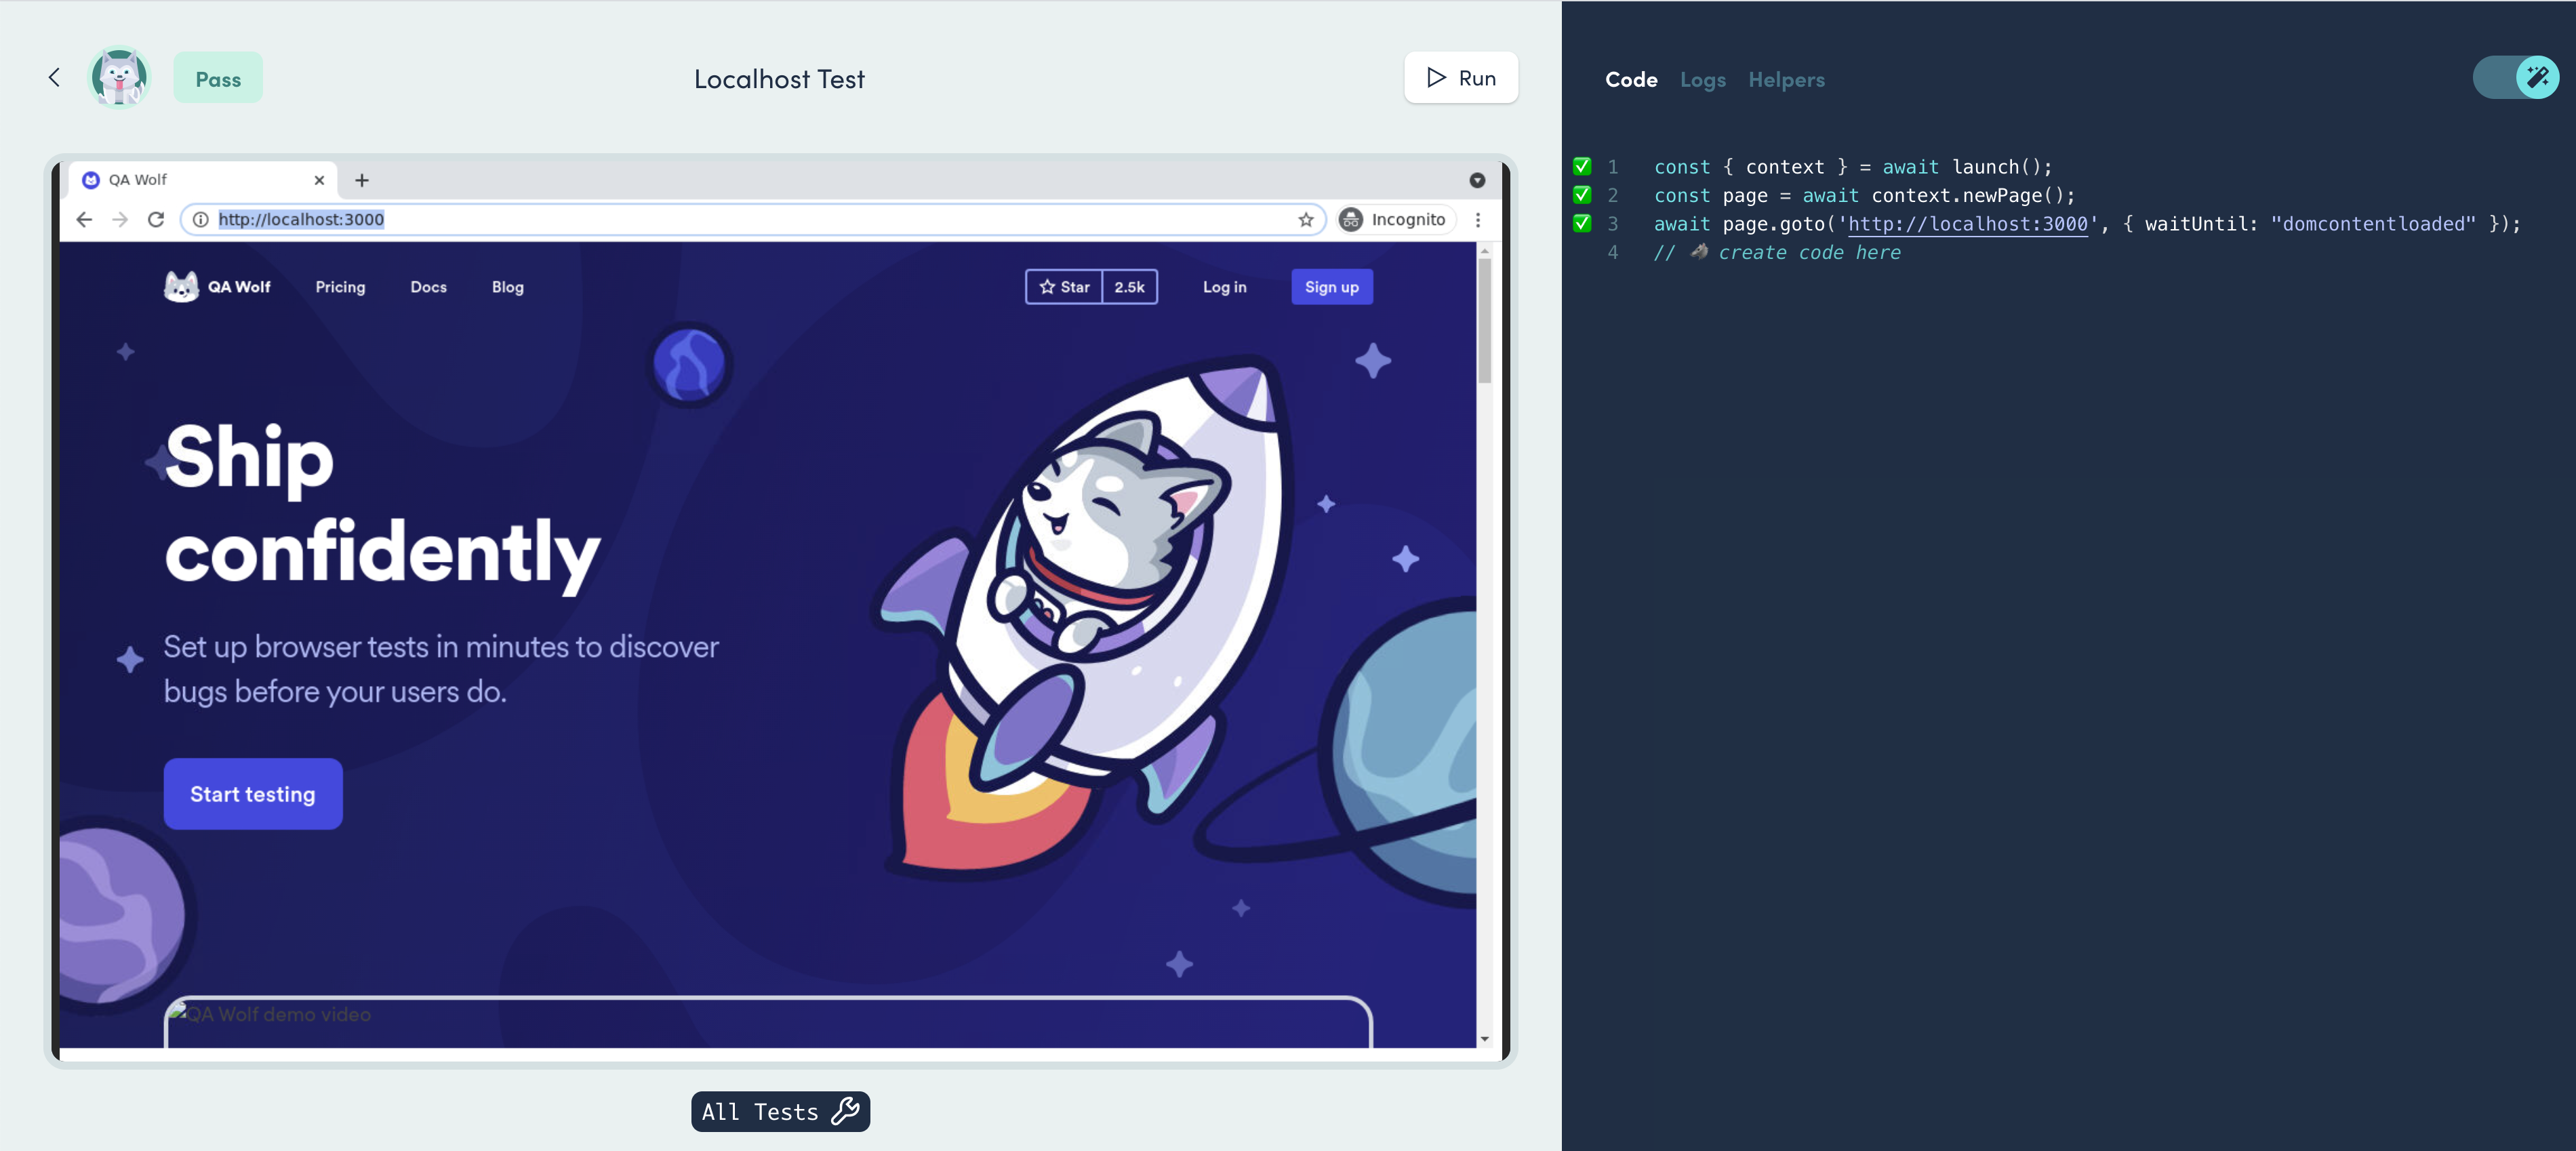 Pass
Localhost Test
Run
QA Wolf
http://localhost:3000
Incognito
QA Wolf
Pricing
Docs
Blog
Star
2.5k
Log in
Sign up
Ship
confidently
Set up browser tests in minutes to discover
bugs before your users do.
Start testing
QA Wolf demo video
All Tests
Code
Logs
Helpers
1 const { context } = await launch();
2 const page = await context.newPage();
3 await page.goto('http://localhost:3000', { waitUntil: "domcontentloaded" });
4 // 🐺 create code here